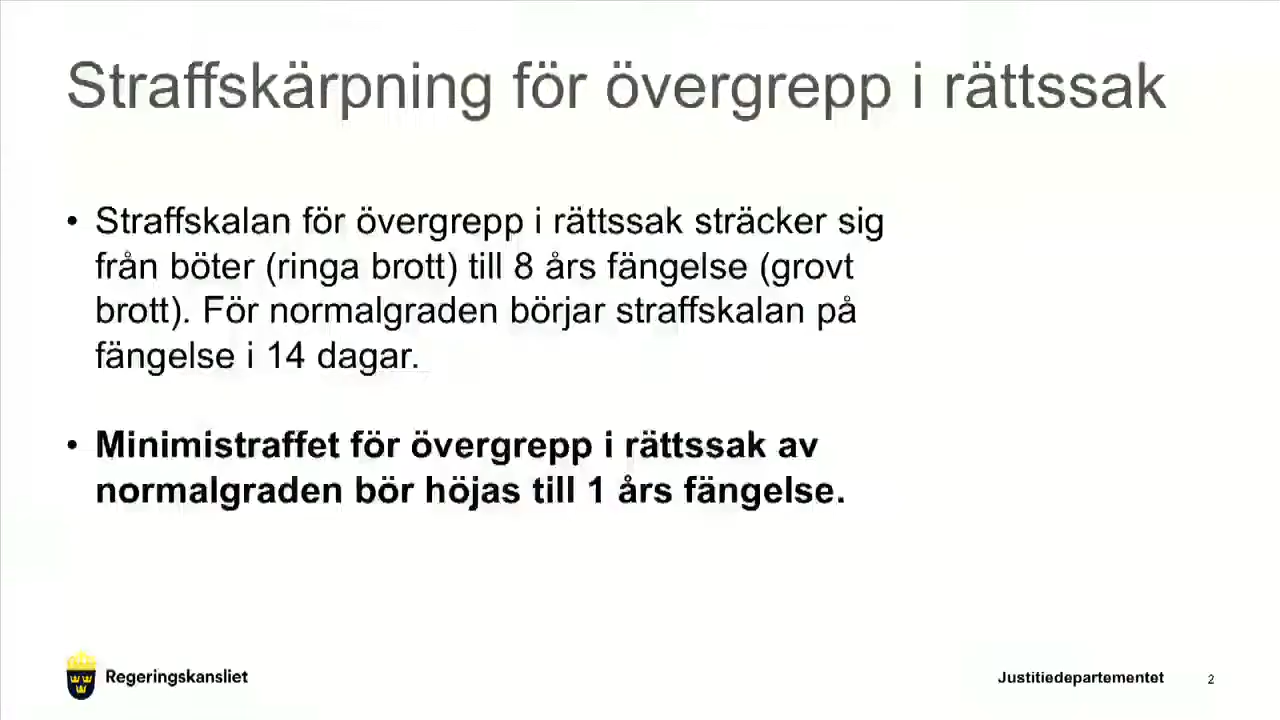 Straffskärpning för övergrepp i rättssak
• Straffskalan för övergrepp i rättssak sträcker sig
från böter (ringa brott) till 8 års fängelse (grovt
brott). För normalgraden börjar straffskalan på
fängelse i 14 dagar.
• Minimistraffet för övergrepp i rättssak av
normalgraden bör höjas till 1 års fängelse.
Regeringskansliet
Justitiedepartementet 2